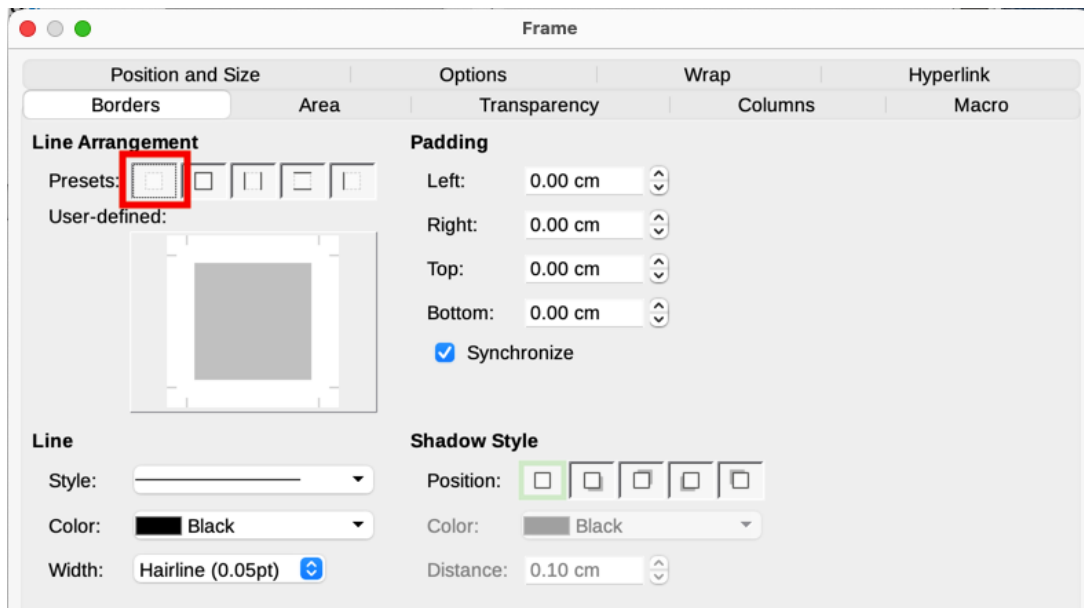 Frame
Position and Size Options Wrap Hyperlink
Borders Area Transparency Columns Macro
Line Arrangement
Presets:
User-defined:
Padding
Left: 0.00 cm
Right: 0.00 cm
Top: 0.00 cm
Bottom: 0.00 cm
Synchronize
Line
Style:
Color: Black
Width: Hairline (0.05pt)
Shadow Style
Position:
Color: Black
Distance: 0.10 cm